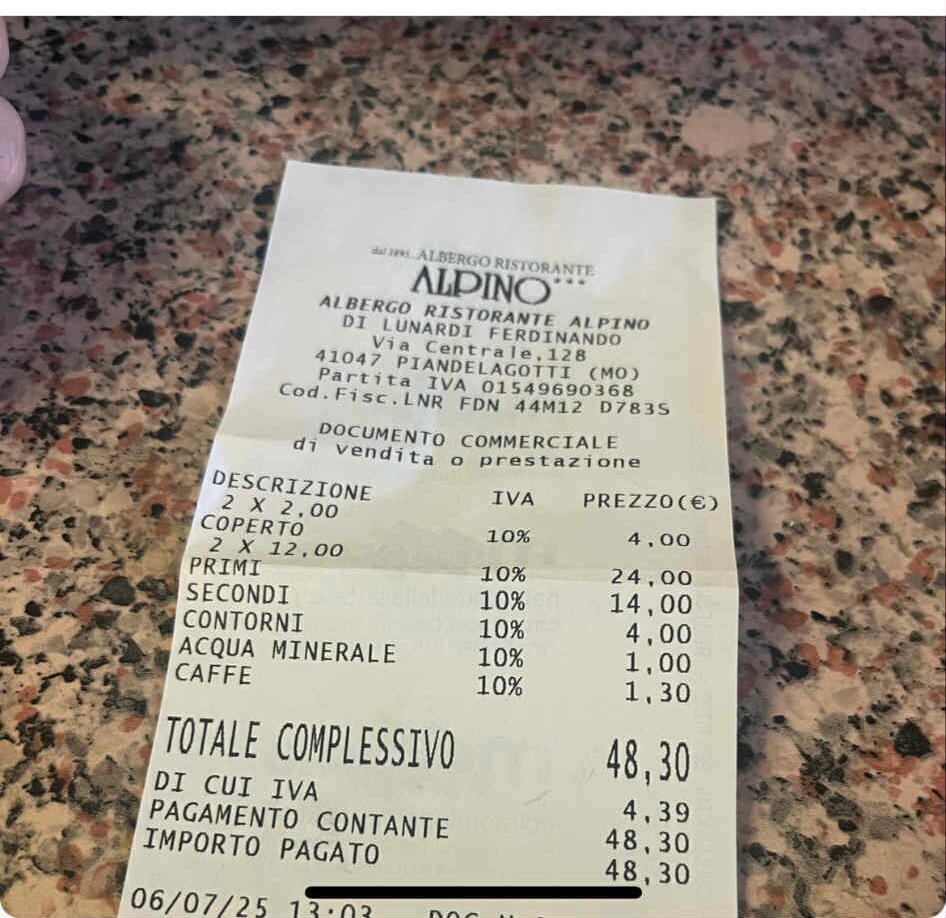 dal 1891 ALBERGO RISTORANTE
ALPINO***
ALBERGO RISTORANTE ALPINO
DI LUNARDI FERDINANDO
Via Centrale,128
41047 PIANDELAGOTTI (MO)
Partita IVA 01549690368
Cod.Fisc.LNR FDN 44M12 D783S
DOCUMENTO COMMERCIALE
di vendita o prestazione
DESCRIZIONE IVA PREZZO(€)
2 X 2,00
COPERTO 10% 4,00
2 X 12,00
PRIMI 10% 24,00
SECONDI 10% 14,00
CONTORNI 10% 4,00
ACQUA MINERALE 10% 1,00
CAFFE 10% 1,30
TOTALE COMPLESSIVO 48,30
DI CUI IVA 4,39
PAGAMENTO CONTANTE 48,30
IMPORTO PAGATO 48,30
06/07/25 13:03